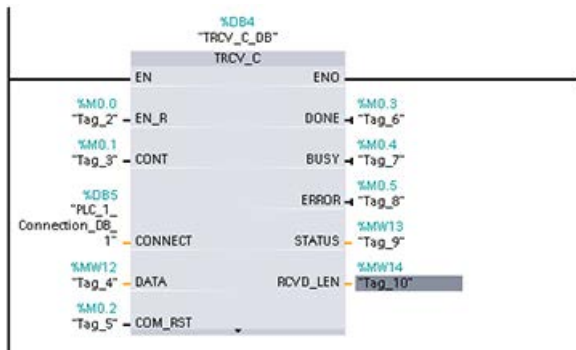 %DB4
"TRCV_C_DB"
TRCV_C
EN ENO
%M0.0 %M0.3
"Tag_2" EN_R DONE "Tag_6"
%M0.1 %M0.4
"Tag_3" CONT BUSY "Tag_7"
%DB5 %M0.5
"PLC_1_ ERROR "Tag_8"
Connection_DB_ %MW13
1" CONNECT STATUS "Tag_9"
%MW12 %MW14
"Tag_4" DATA RCVD_LEN "Tag_10"
%M0.2
"Tag_5" COM_RST